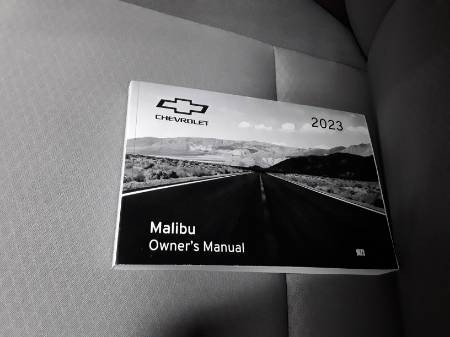 CHEVROLET
2023
Malibu
Owner's Manual